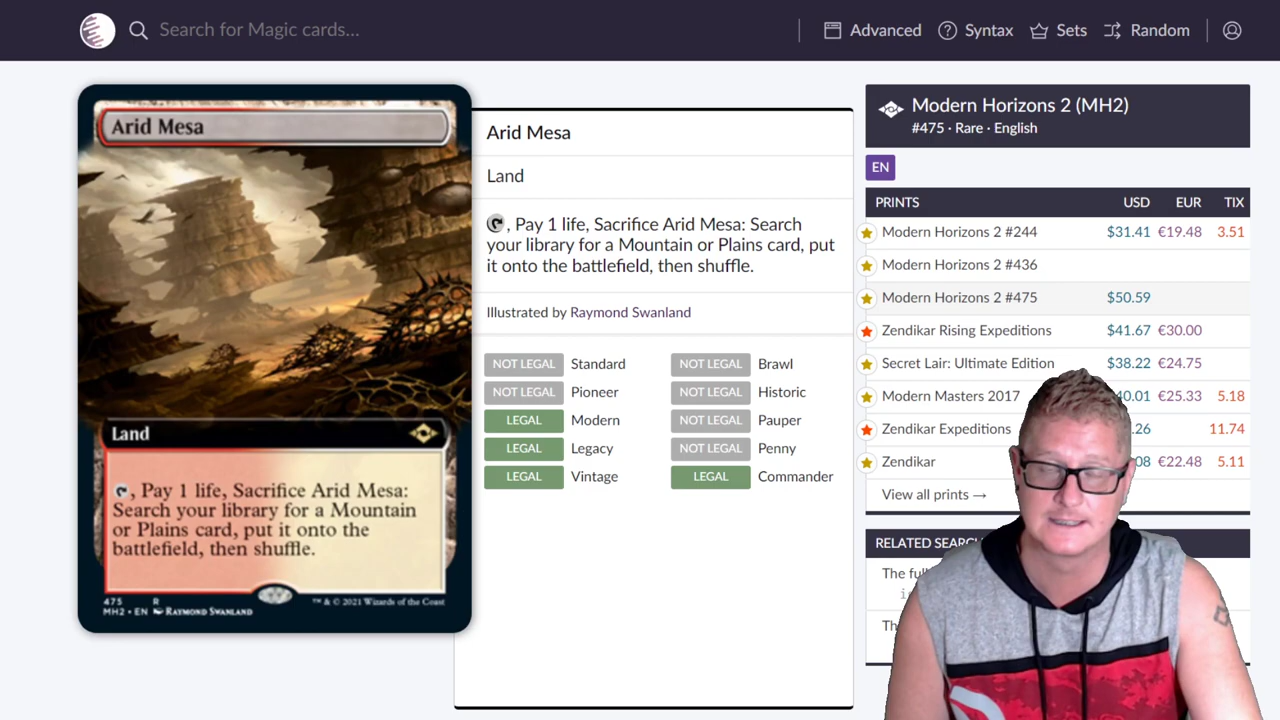 Search for Magic cards...
Advanced
Syntax
Sets
Random
Arid Mesa
Land
, Pay 1 life, Sacrifice Arid Mesa:
Search your library for a Mountain
or Plains card, put it onto the
battlefield, then shuffle.
475 R
MH2 • EN Raymond Swanland
™ & © 2021 Wizards of the Coast
Arid Mesa
Land
, Pay 1 life, Sacrifice Arid Mesa: Search
your library for a Mountain or Plains card, put
it onto the battlefield, then shuffle.
Illustrated by Raymond Swanland
NOT LEGAL Standard NOT LEGAL Brawl
NOT LEGAL Pioneer NOT LEGAL Historic
LEGAL Modern NOT LEGAL Pauper
LEGAL Legacy NOT LEGAL Penny
LEGAL Vintage LEGAL Commander
Modern Horizons 2 (MH2)
#475 · Rare · English
EN
PRINTS USD EUR TIX
Modern Horizons 2 #244 $31.41 €19.48 3.51
Modern Horizons 2 #436
Modern Horizons 2 #475 $50.59
Zendikar Rising Expeditions $41.67 €30.00
Secret Lair: Ultimate Edition $38.22 €24.75
Modern Masters 2017 €25.33 5.18
Zendikar Expeditions 11.74
Zendikar €22.48 5.11
View all prints →
RELATED
The